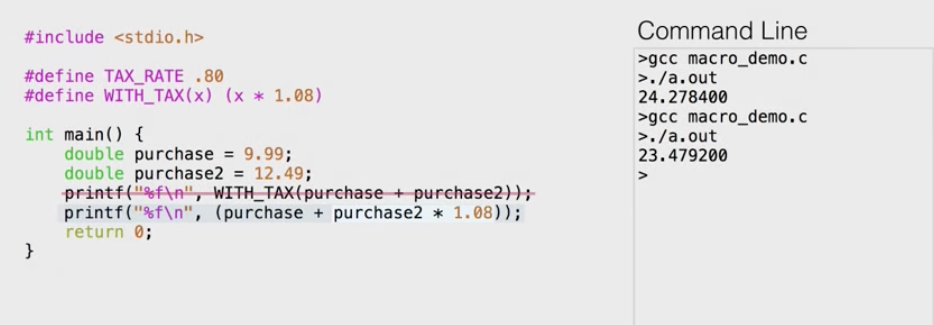 #include <stdio.h>
#define TAX_RATE .80
#define WITH_TAX(x) (x * 1.08)
int main() {
double purchase = 9.99;
double purchase2 = 12.49;
printf("%f\n", WITH_TAX(purchase + purchase2));
printf("%f\n", (purchase + purchase2 * 1.08));
return 0;
}
Command Line
>gcc macro_demo.c
>./a.out
24.278400
>gcc macro_demo.c
>./a.out
23.479200
>